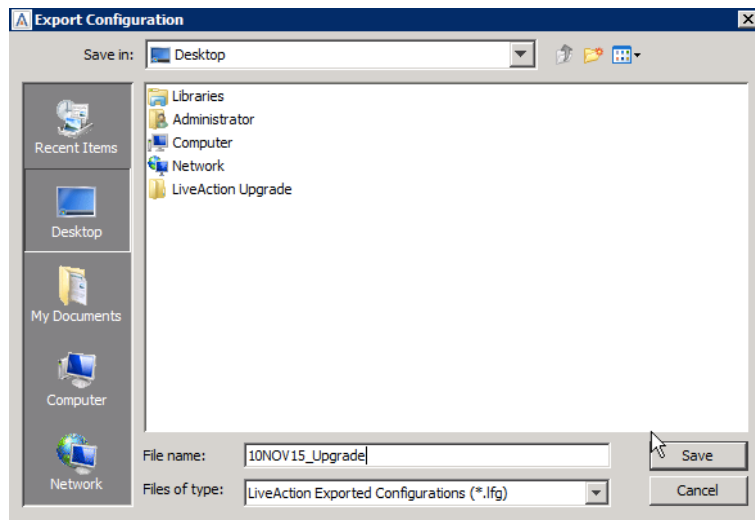 Export Configuration
Save in:
Desktop
Libraries
Administrator
Computer
Network
LiveAction Upgrade
Recent Items
Desktop
My Documents
Computer
Network
File name:
10NOV15_Upgrade
Save
Files of type:
LiveAction Exported Configurations (*.lfg)
Cancel